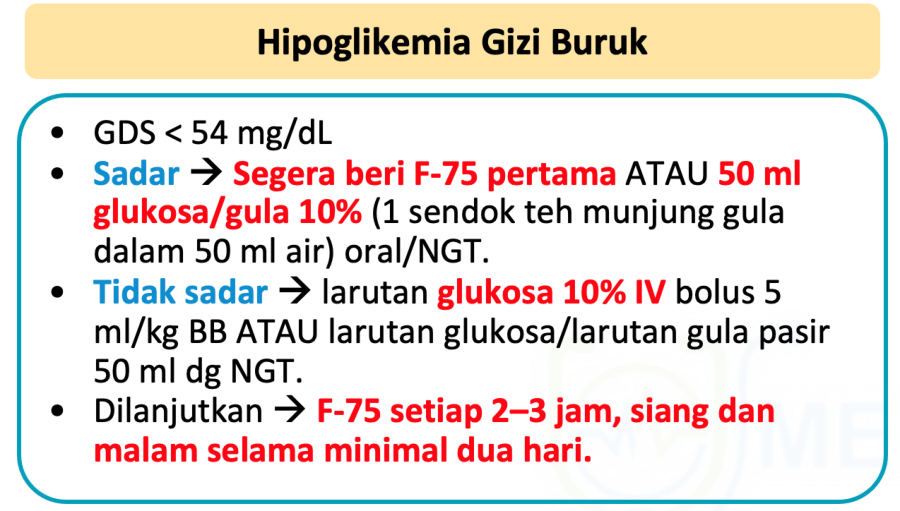 Hipoglikemia Gizi Buruk
• GDS < 54 mg/dL
• Sadar → Segera beri F-75 pertama ATAU 50 ml
glukosa/gula 10% (1 sendok teh munjung gula
dalam 50 ml air) oral/NGT.
• Tidak sadar → larutan glukosa 10% IV bolus 5
ml/kg BB ATAU larutan glukosa/larutan gula pasir
50 ml dg NGT.
• Dilanjutkan → F-75 setiap 2–3 jam, siang dan
malam selama minimal dua hari.